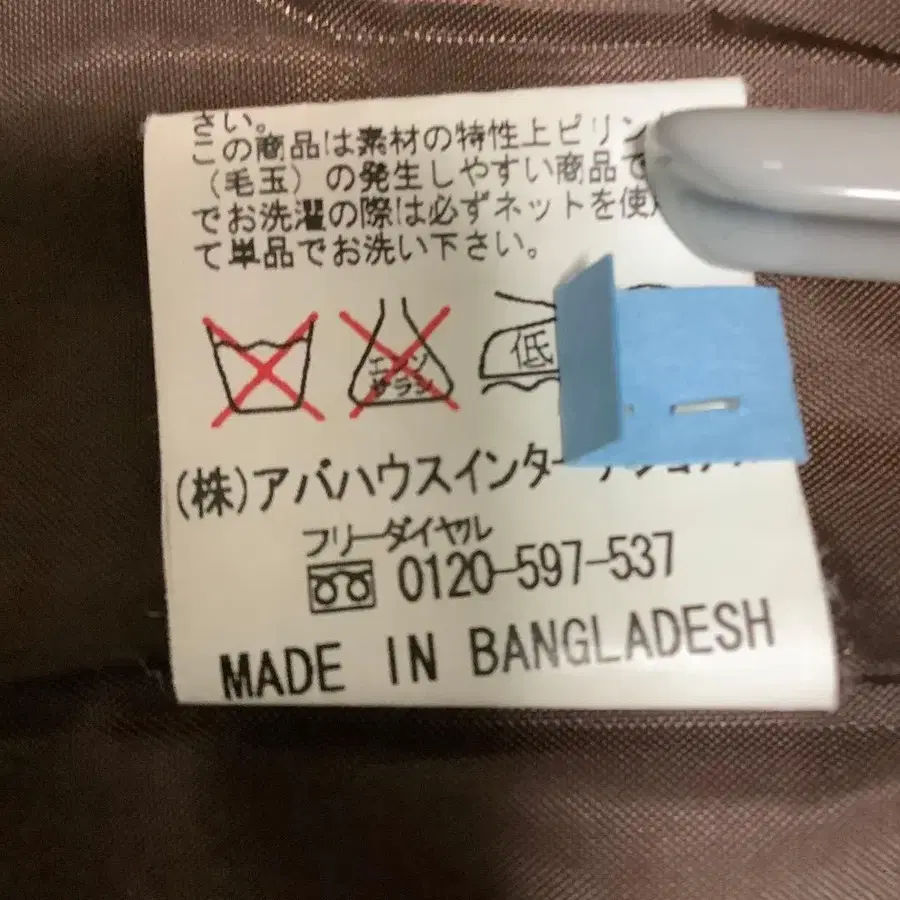 さい。
この商品は素材の特性上ピリン
（毛玉）の発生しやすい商品で
でお洗濯の際は必ずネットを使
て単品でお洗い下さい。
エンソ
サラシ
低
(株)アバハウスインター
フリーダイヤル
0120-597-537
MADE IN BANGLADESH